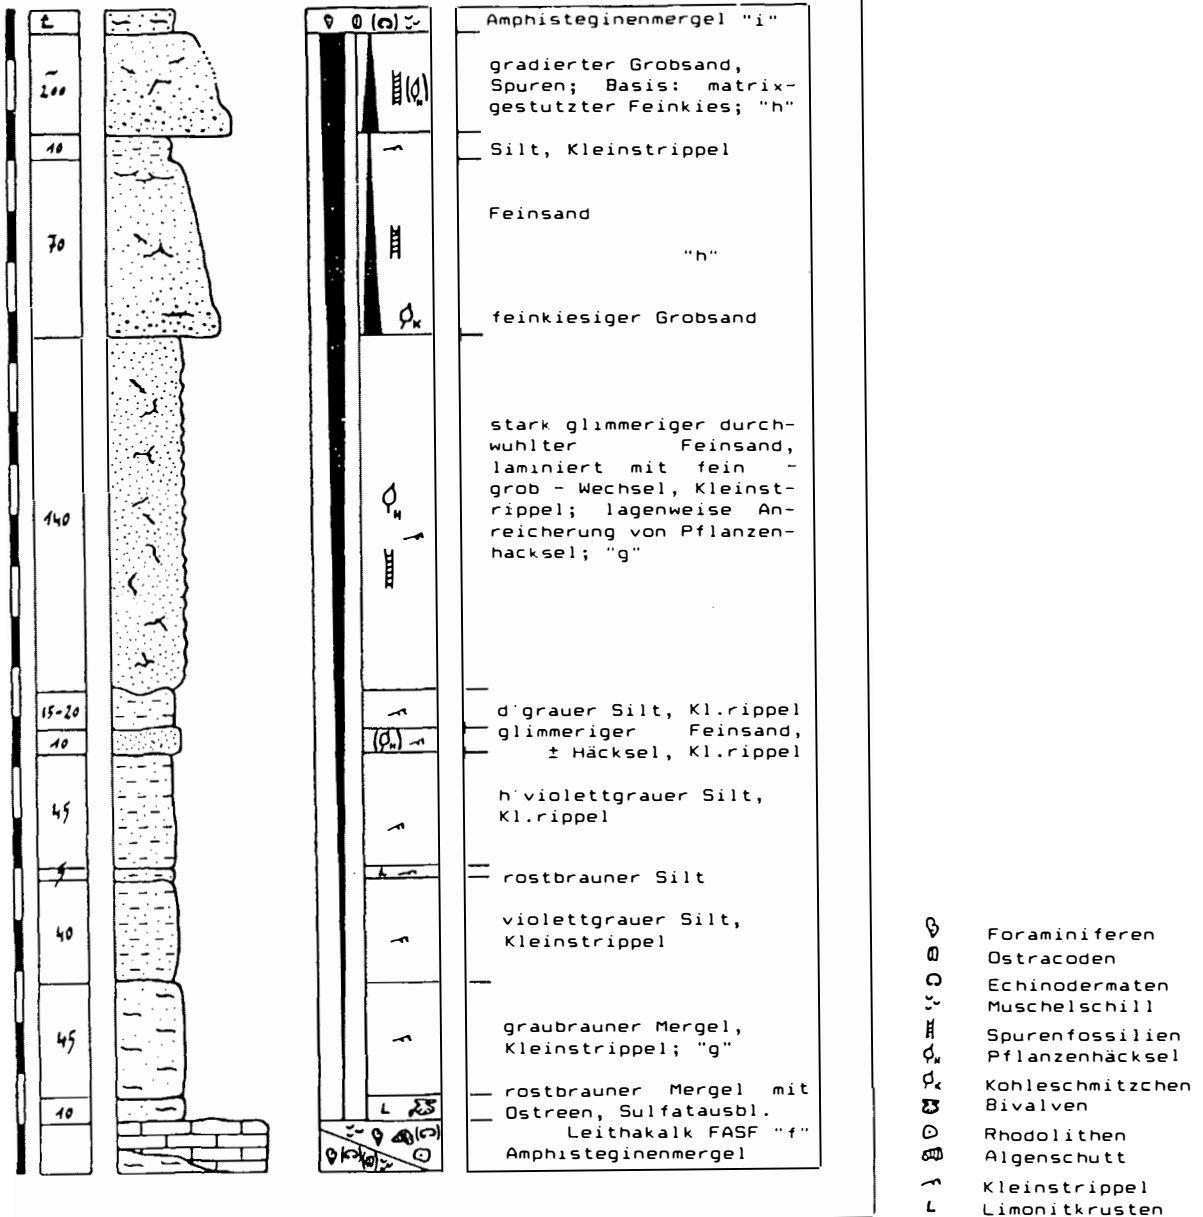 t
Amphisteginenmergel "i"
~
200
gradierter Grobsand,
Spuren; Basis: matrix-
gestutzter Feinkies; "h"
10
Silt, Kleinstrippel
70
Feinsand
"h"
feinkiesiger Grobsand
140
stark glimmeriger durch-
wuhlter Feinsand,
laminiert mit fein -
grob - Wechsel, Kleinst-
rippel; lagenweise An-
reicherung von Pflanzen-
hacksel; "g"
15-20
d'grauer Silt, Kl.rippel
10
glimmeriger Feinsand,
± Häcksel, Kl.rippel
45
h'violettgrauer Silt,
Kl.rippel
5
L
rostbrauner Silt
40
violettgrauer Silt,
Kleinstrippel
45
graubrauner Mergel,
Kleinstrippel; "g"
10
L
rostbrauner Mergel mit
Ostreen, Sulfatausbl.
Leithakalk FASF "f"
Amphisteginenmergel
Foraminiferen
Ostracoden
Echinodermaten
Muschelschill
Spurenfossilien
H Pflanzenhäcksel
K Kohleschmitzchen
Bivalven
Rhodolithen
Algenschutt
Kleinstrippel
L Limonitkrusten